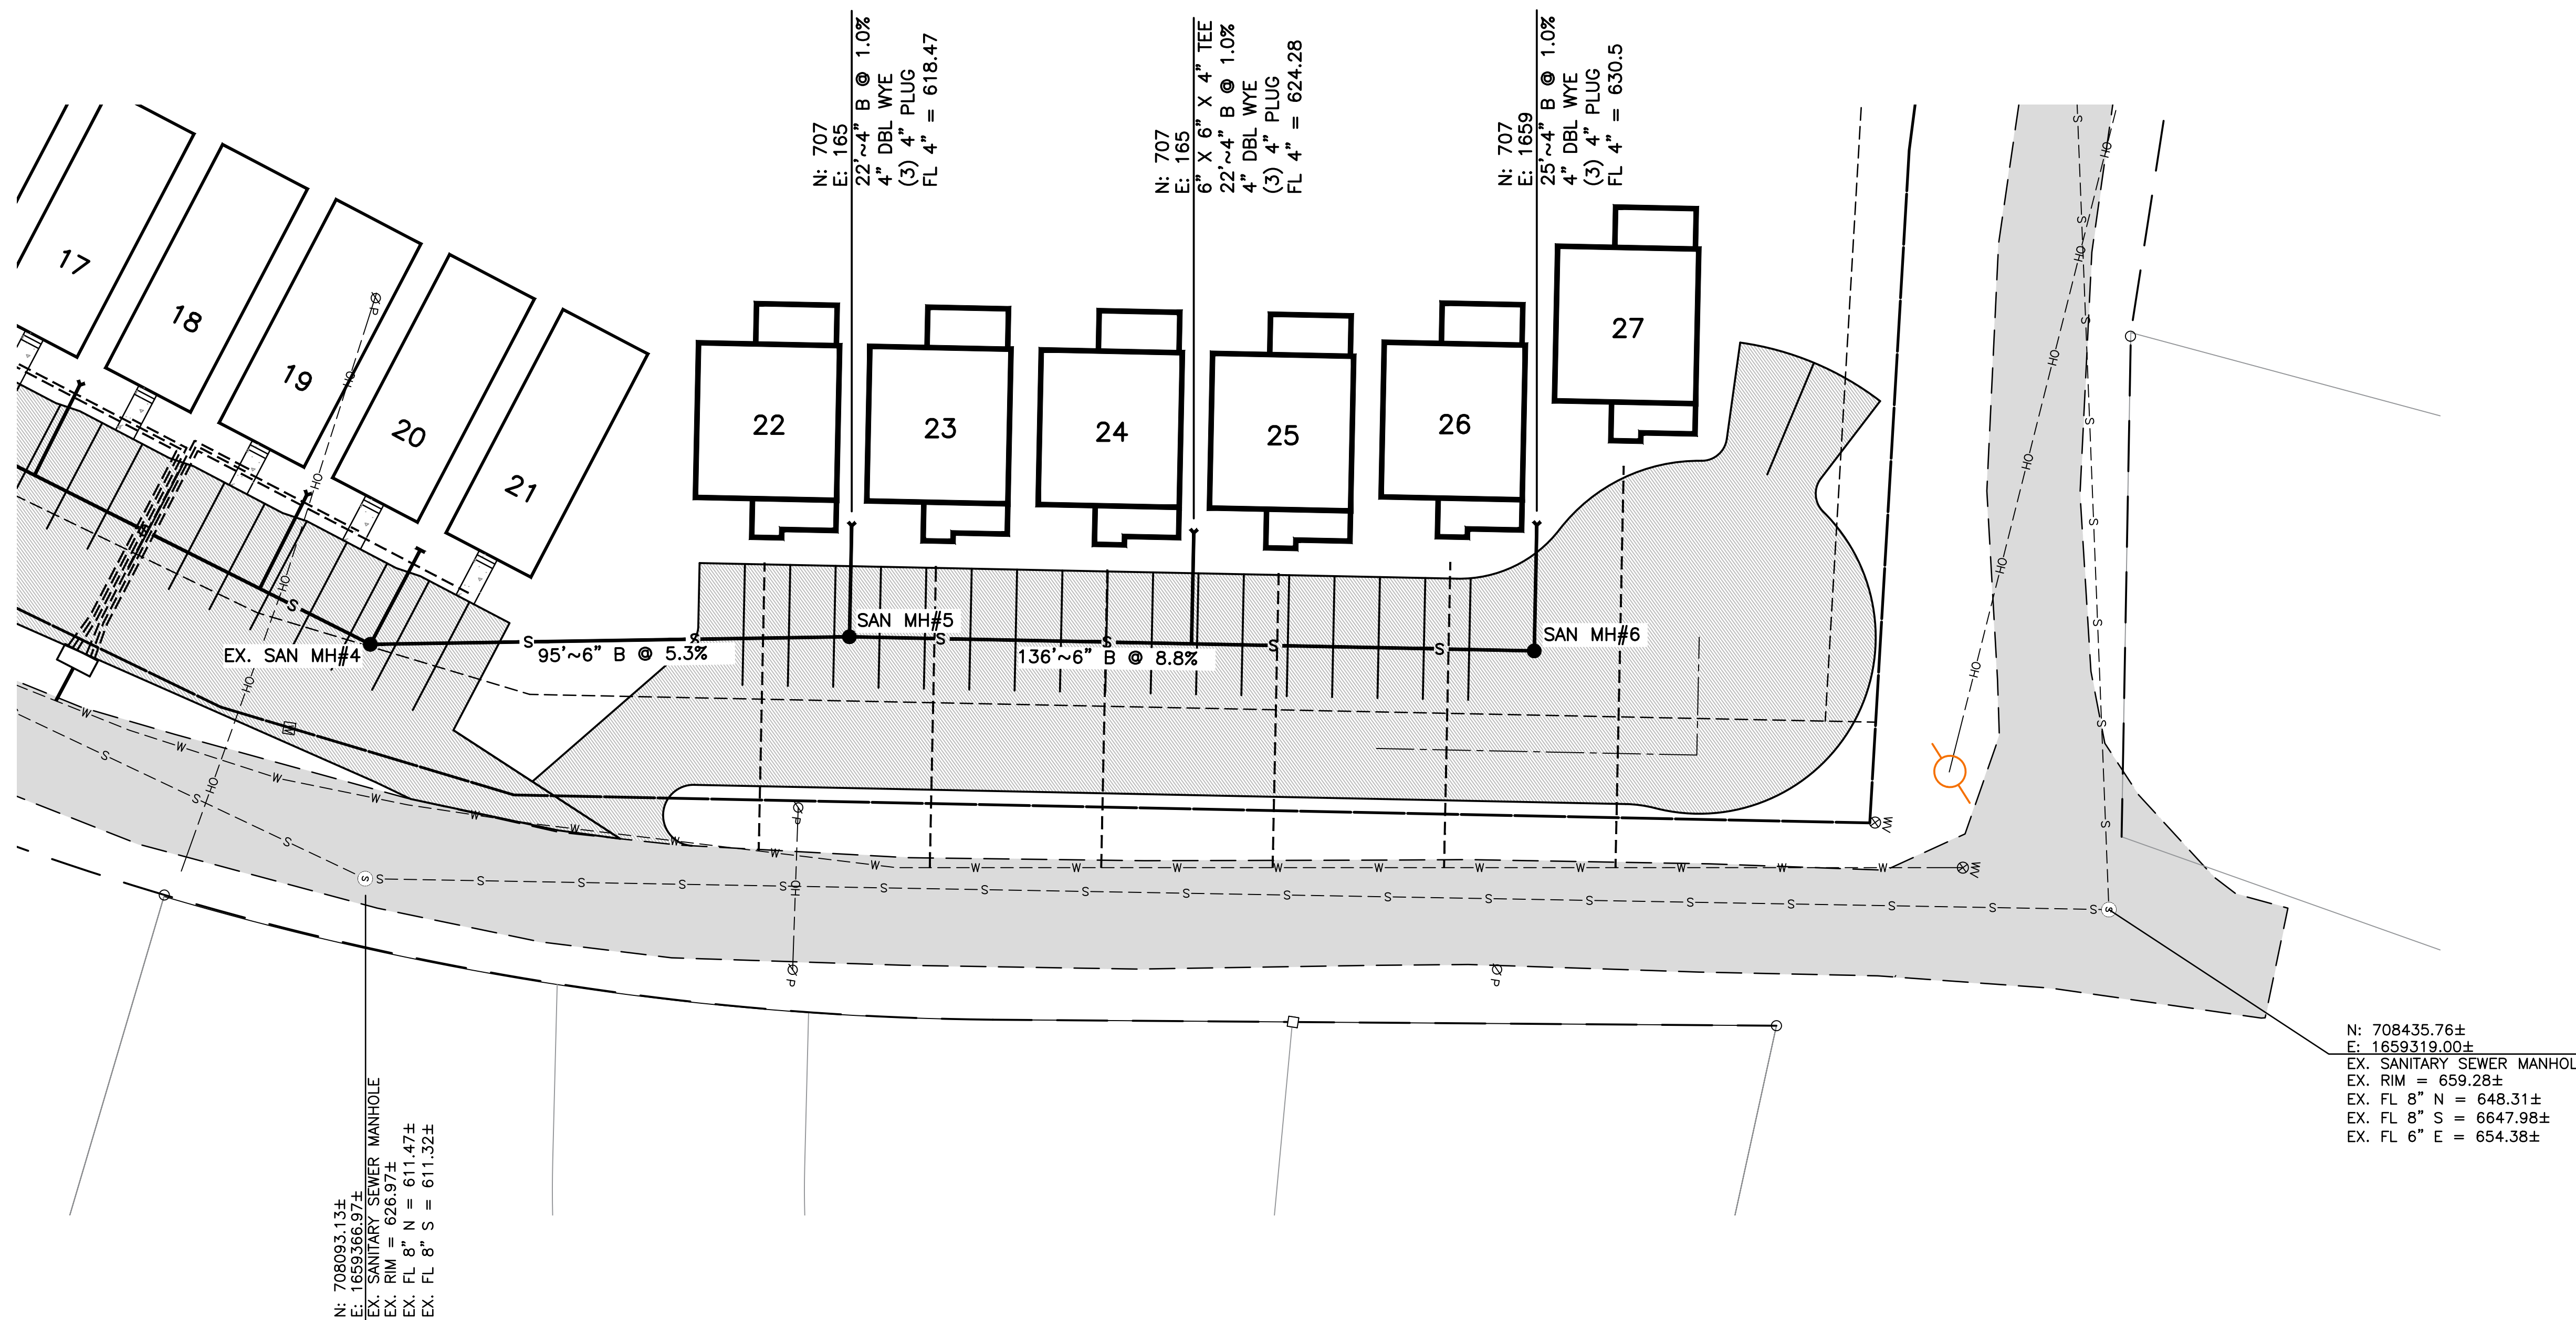 N: 707
E: 165
22'~4" B @ 1.0%
4" DBL WYE
(3) 4" PLUG
FL 4" = 618.47
N: 707
E: 165
6" X 6" X 4" TEE
22'~4" B @ 1.0%
4" DBL WYE
(3) 4" PLUG
FL 4" = 624.28
N: 707
E: 1659
25'~4" B @ 1.0%
4" DBL WYE
(3) 4" PLUG
FL 4" = 630.5
17
18
19
20
21
22
23
24
25
26
27
EX. SAN MH#4
95'~6" B @ 5.3%
SAN MH#5
136'~6" B @ 8.8%
SAN MH#6
WV
WV
N: 708093.13±
E: 1659366.97±
EX. SANITARY SEWER MANHOLE
EX. RIM = 626.97±
EX. FL 8" N = 611.47±
EX. FL 8" S = 611.32±
N: 708435.76±
E: 1659319.00±
EX. SANITARY SEWER MANHOL
EX. RIM = 659.28±
EX. FL 8" N = 648.31±
EX. FL 8" S = 6647.98±
EX. FL 6" E = 654.38±